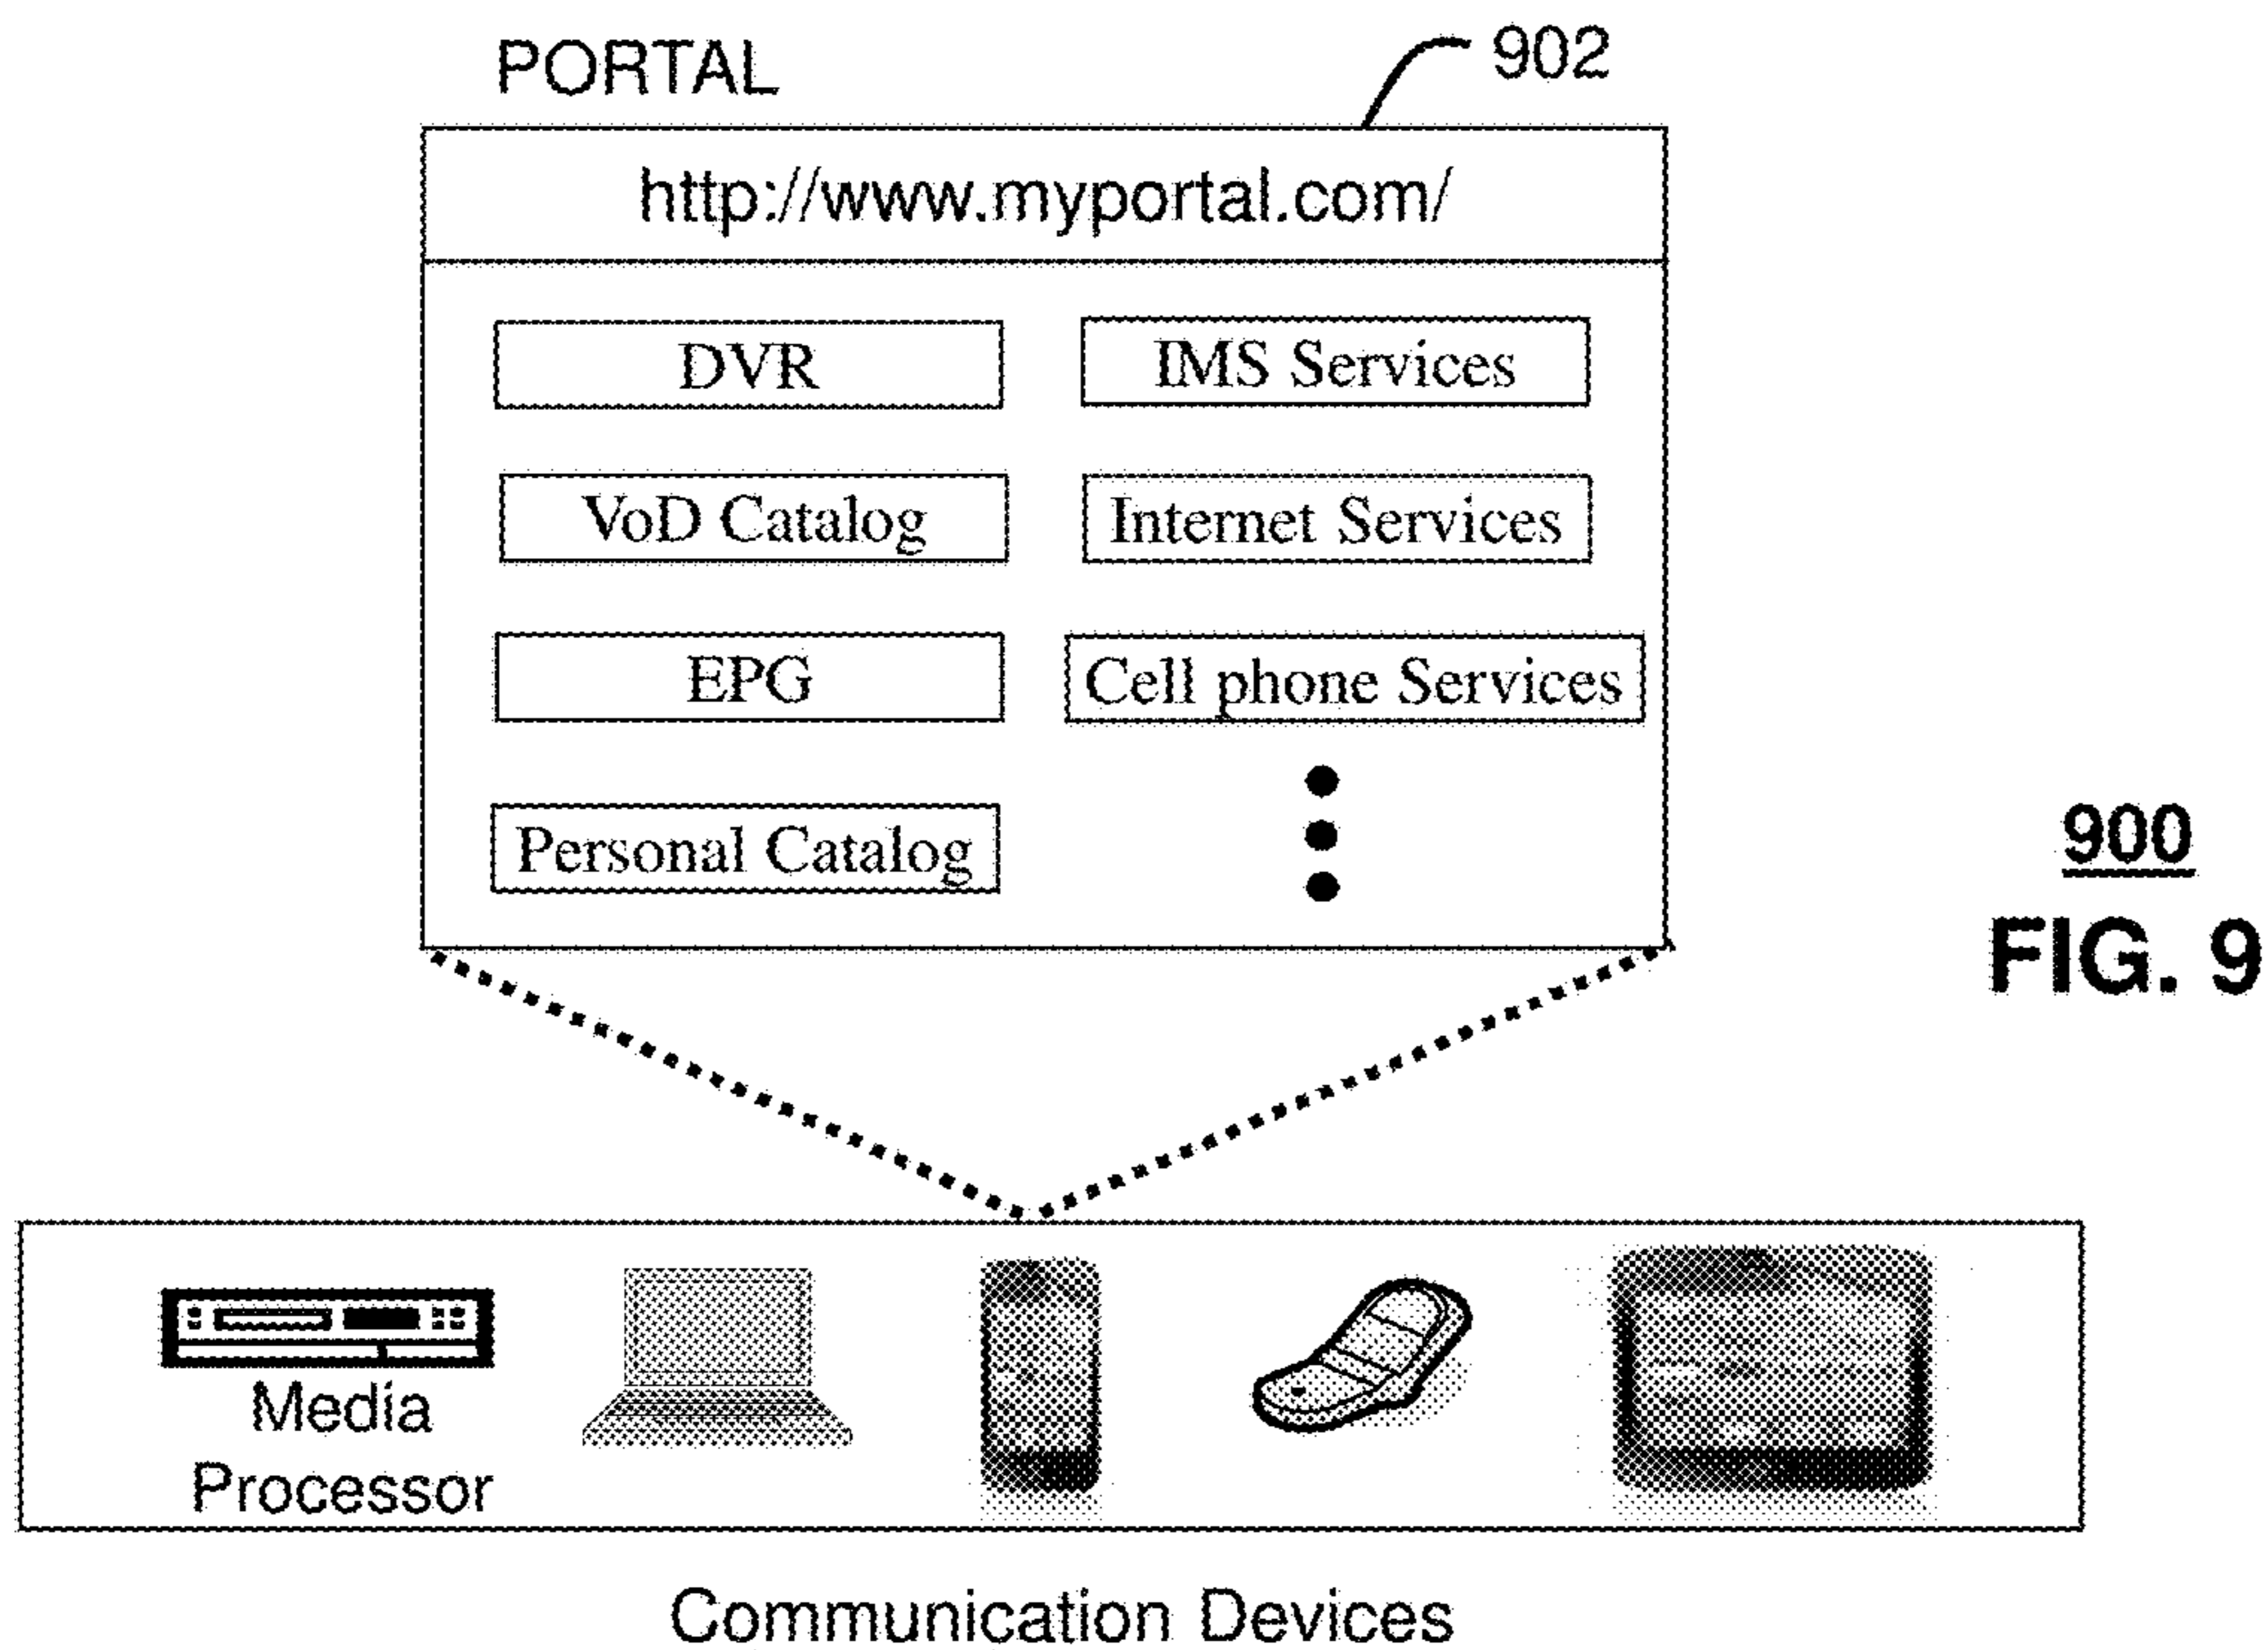 PORTAL
902
http://www.myportal.com/
DVR
IMS Services
VoD Catalog
Internet Services
EPG
Cell phone Services
Personal Catalog
900
FIG. 9
Media
Processor
Communication Devices